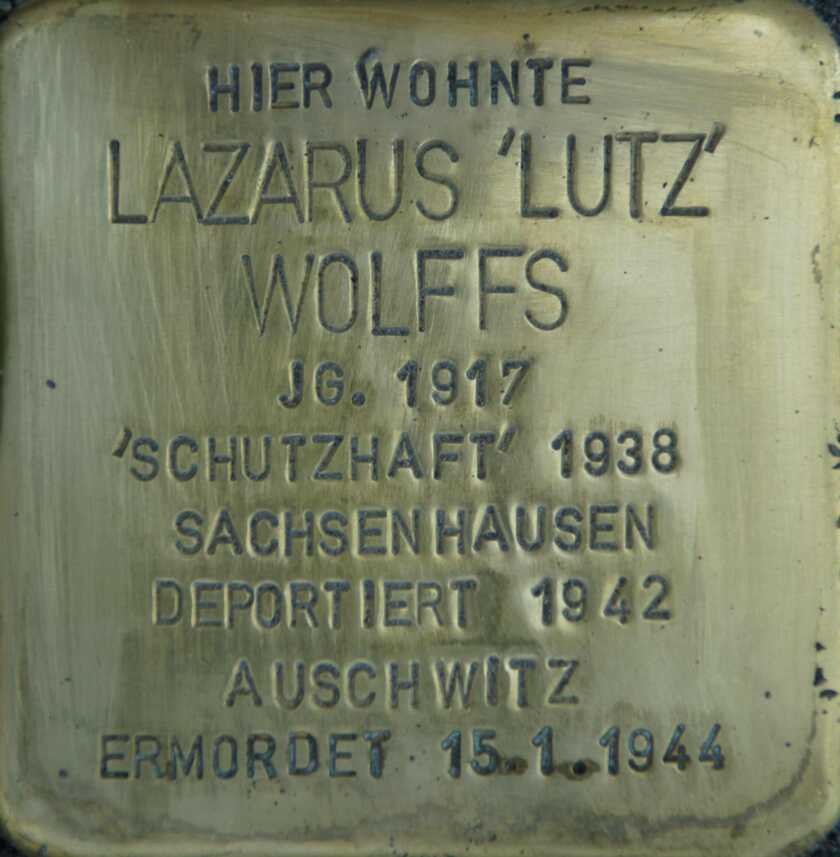 HIER WOHNTE
LAZARUS 'LUTZ'
WOLFFS
JG. 1917
'SCHUTZHAFT' 1938
SACHSENHAUSEN
DEPORTIERT 1942
AUSCHWITZ
ERMORDET 15.1.1944